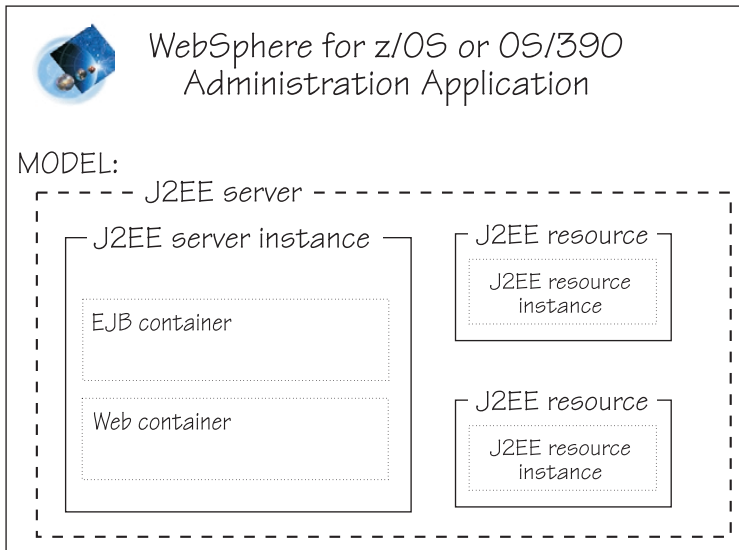 WebSphere for z/OS or OS/390
Administration Application
MODEL:
J2EE server
J2EE server instance
EJB container
Web container
J2EE resource
J2EE resource
instance
J2EE resource
J2EE resource
instance